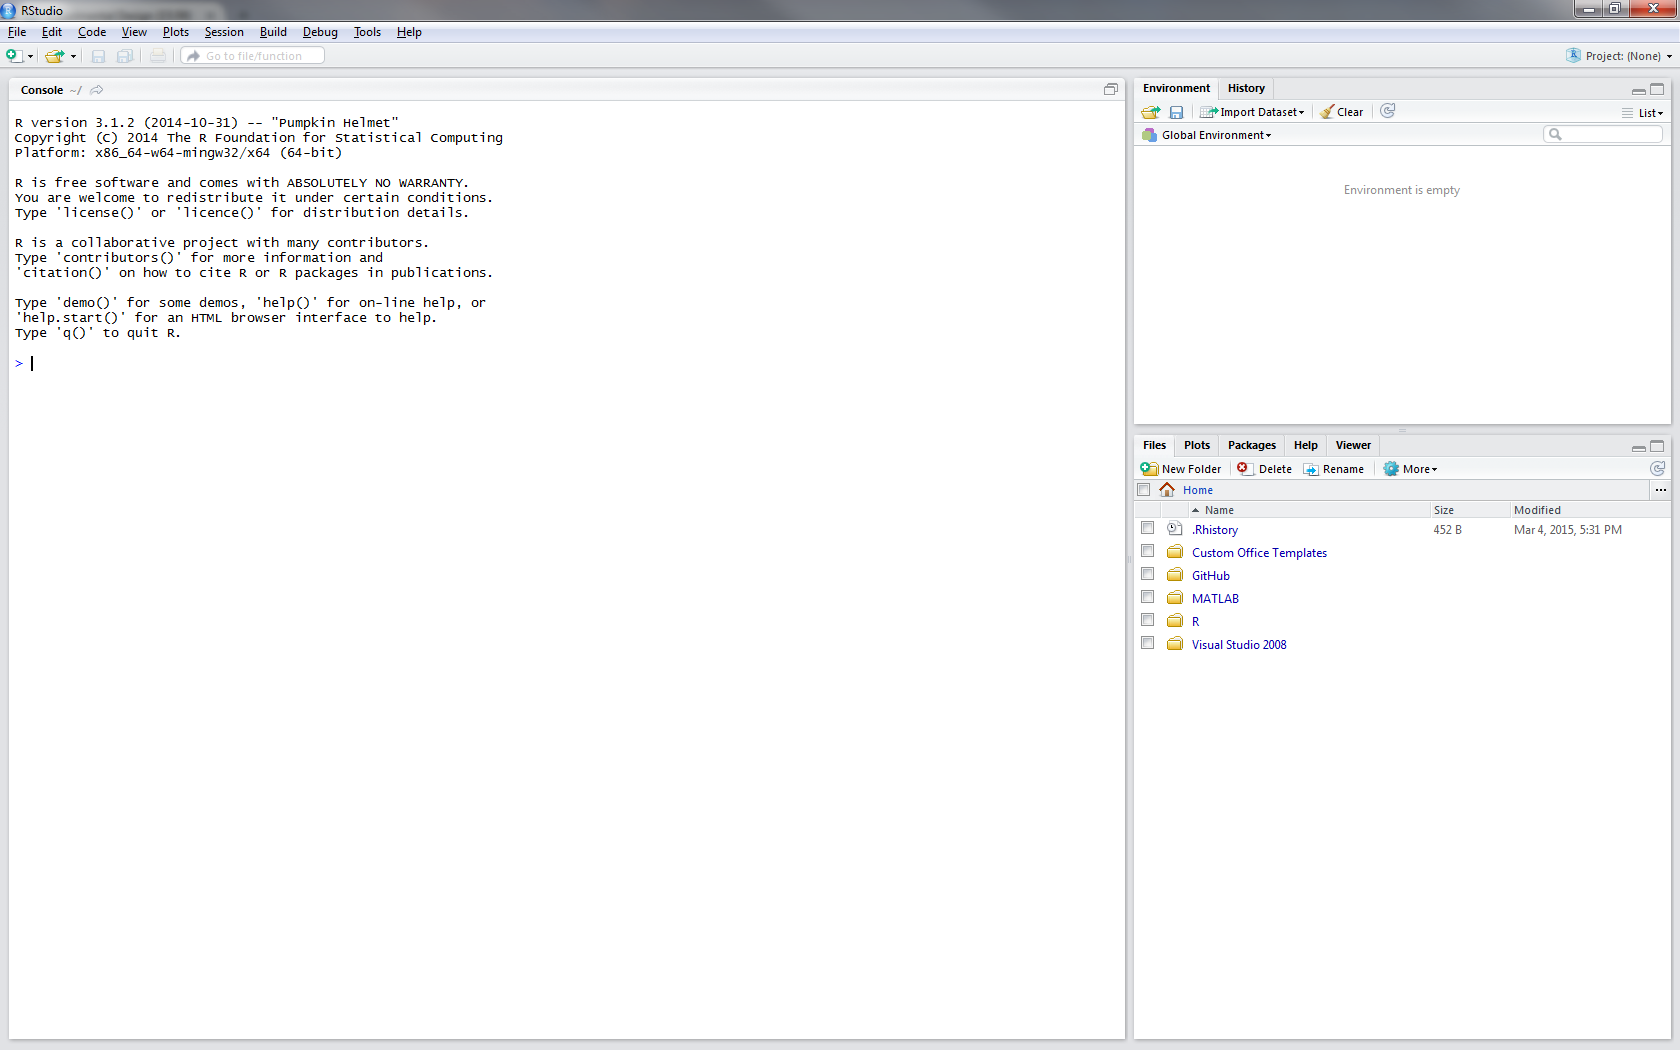 RStudio
File Edit Code View Plots Session Build Debug Tools Help
Go to file/function
Project: (None)
Console ~/
R version 3.1.2 (2014-10-31) -- "Pumpkin Helmet"
Copyright (C) 2014 The R Foundation for Statistical Computing
Platform: x86_64-w64-mingw32/x64 (64-bit)
R is free software and comes with ABSOLUTELY NO WARRANTY.
You are welcome to redistribute it under certain conditions.
Type 'license()' or 'licence()' for distribution details.
R is a collaborative project with many contributors.
Type 'contributors()' for more information and
'citation()' on how to cite R or R packages in publications.
Type 'demo()' for some demos, 'help()' for on-line help, or
'help.start()' for an HTML browser interface to help.
Type 'q()' to quit R.
>
Environment History
Import Dataset Clear List
Global Environment
Environment is empty
Files Plots Packages Help Viewer
New Folder Delete Rename More
Home ...
Name Size Modified
.Rhistory 452 B Mar 4, 2015, 5:31 PM
Custom Office Templates
GitHub
MATLAB
R
Visual Studio 2008